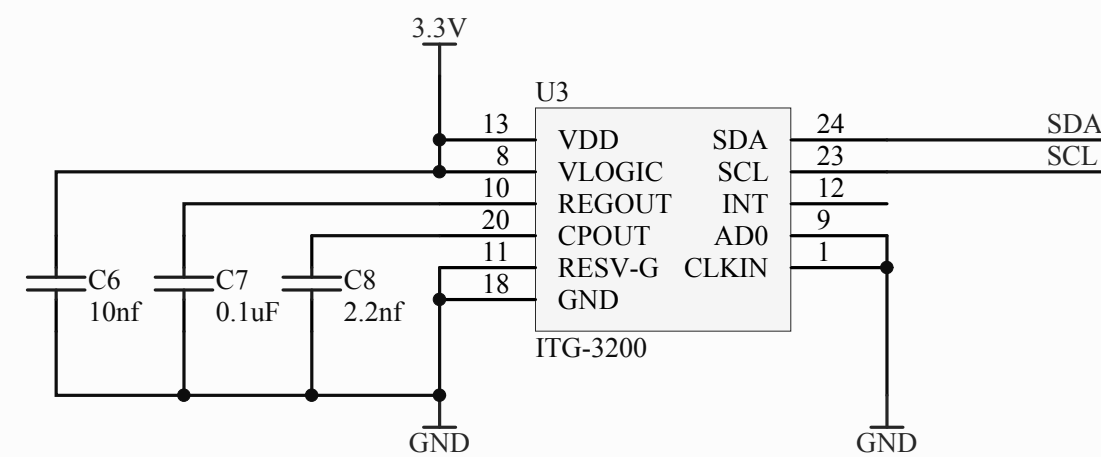 3.3V
U3
13 VDD SDA 24 SDA
8 VLOGIC SCL 23 SCL
10 REGOUT INT 12
20 CPOUT AD0 9
11 RESV-G CLKIN 1
18 GND
C6 C7 C8
10nf 0.1uF 2.2nf
ITG-3200
GND GND